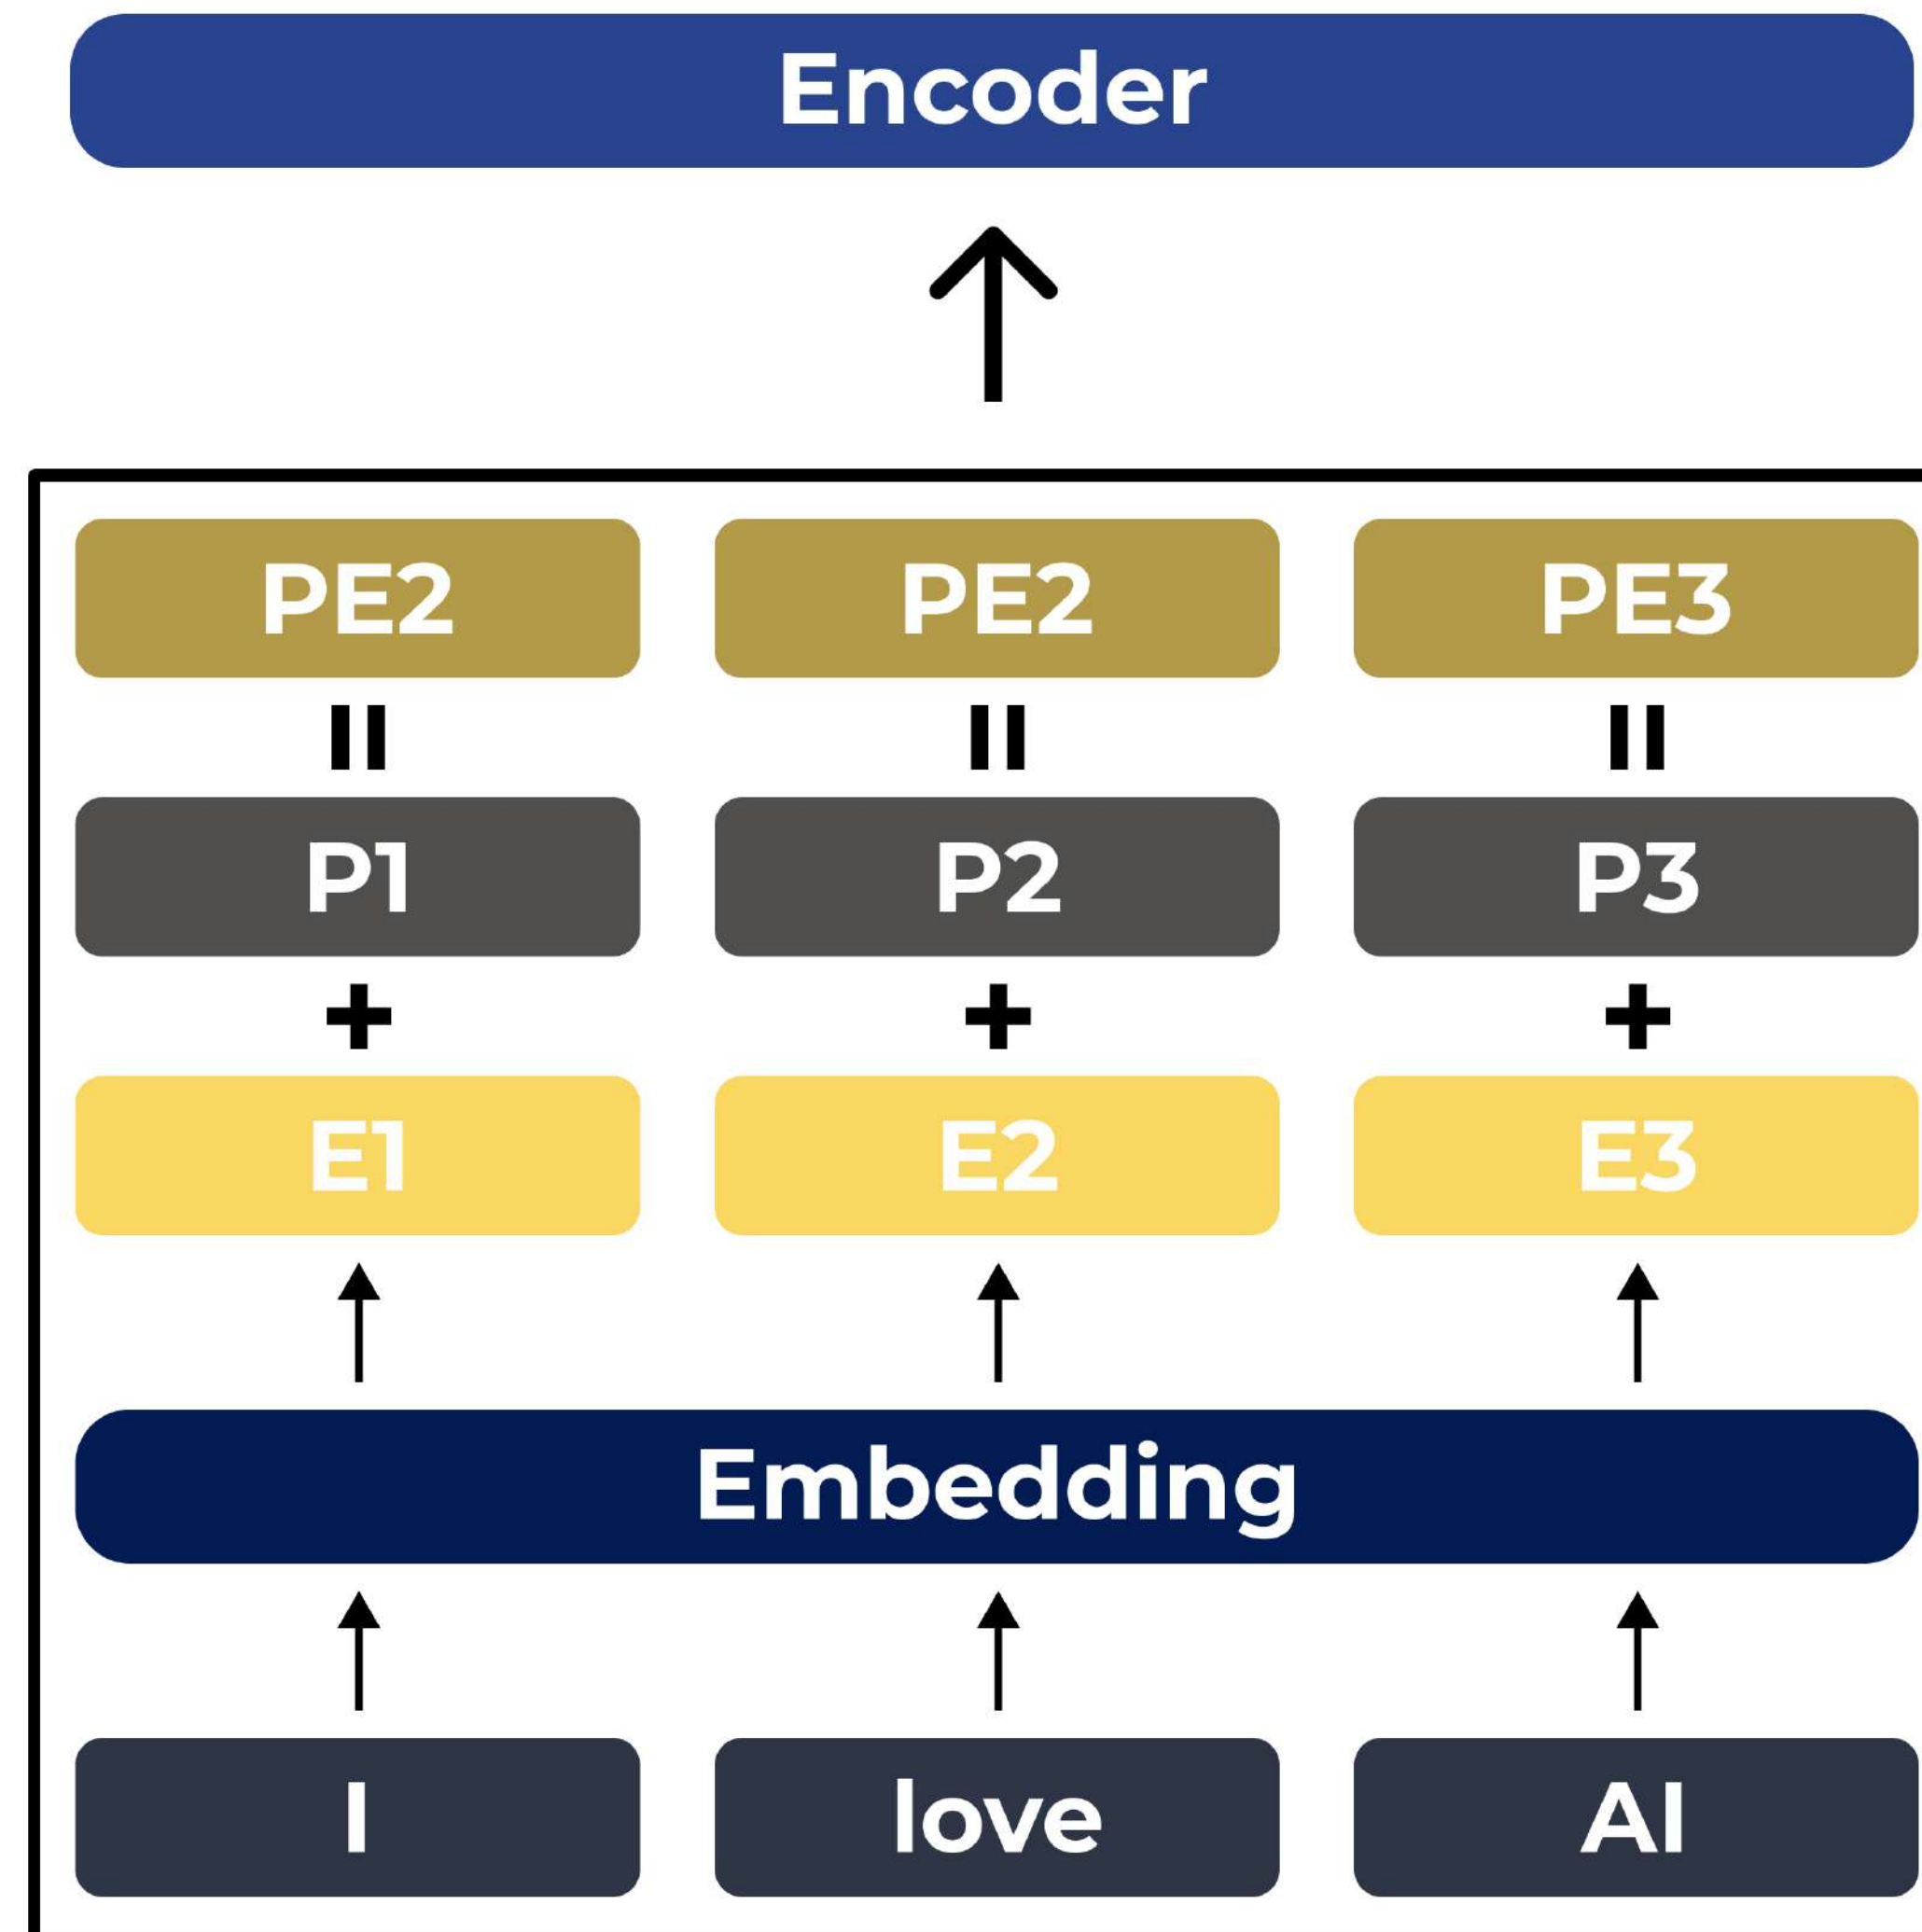 Encoder
PE2 PE2 PE3
P1 P2 P3
+ + +
E1 E2 E3
Embedding
I love AI